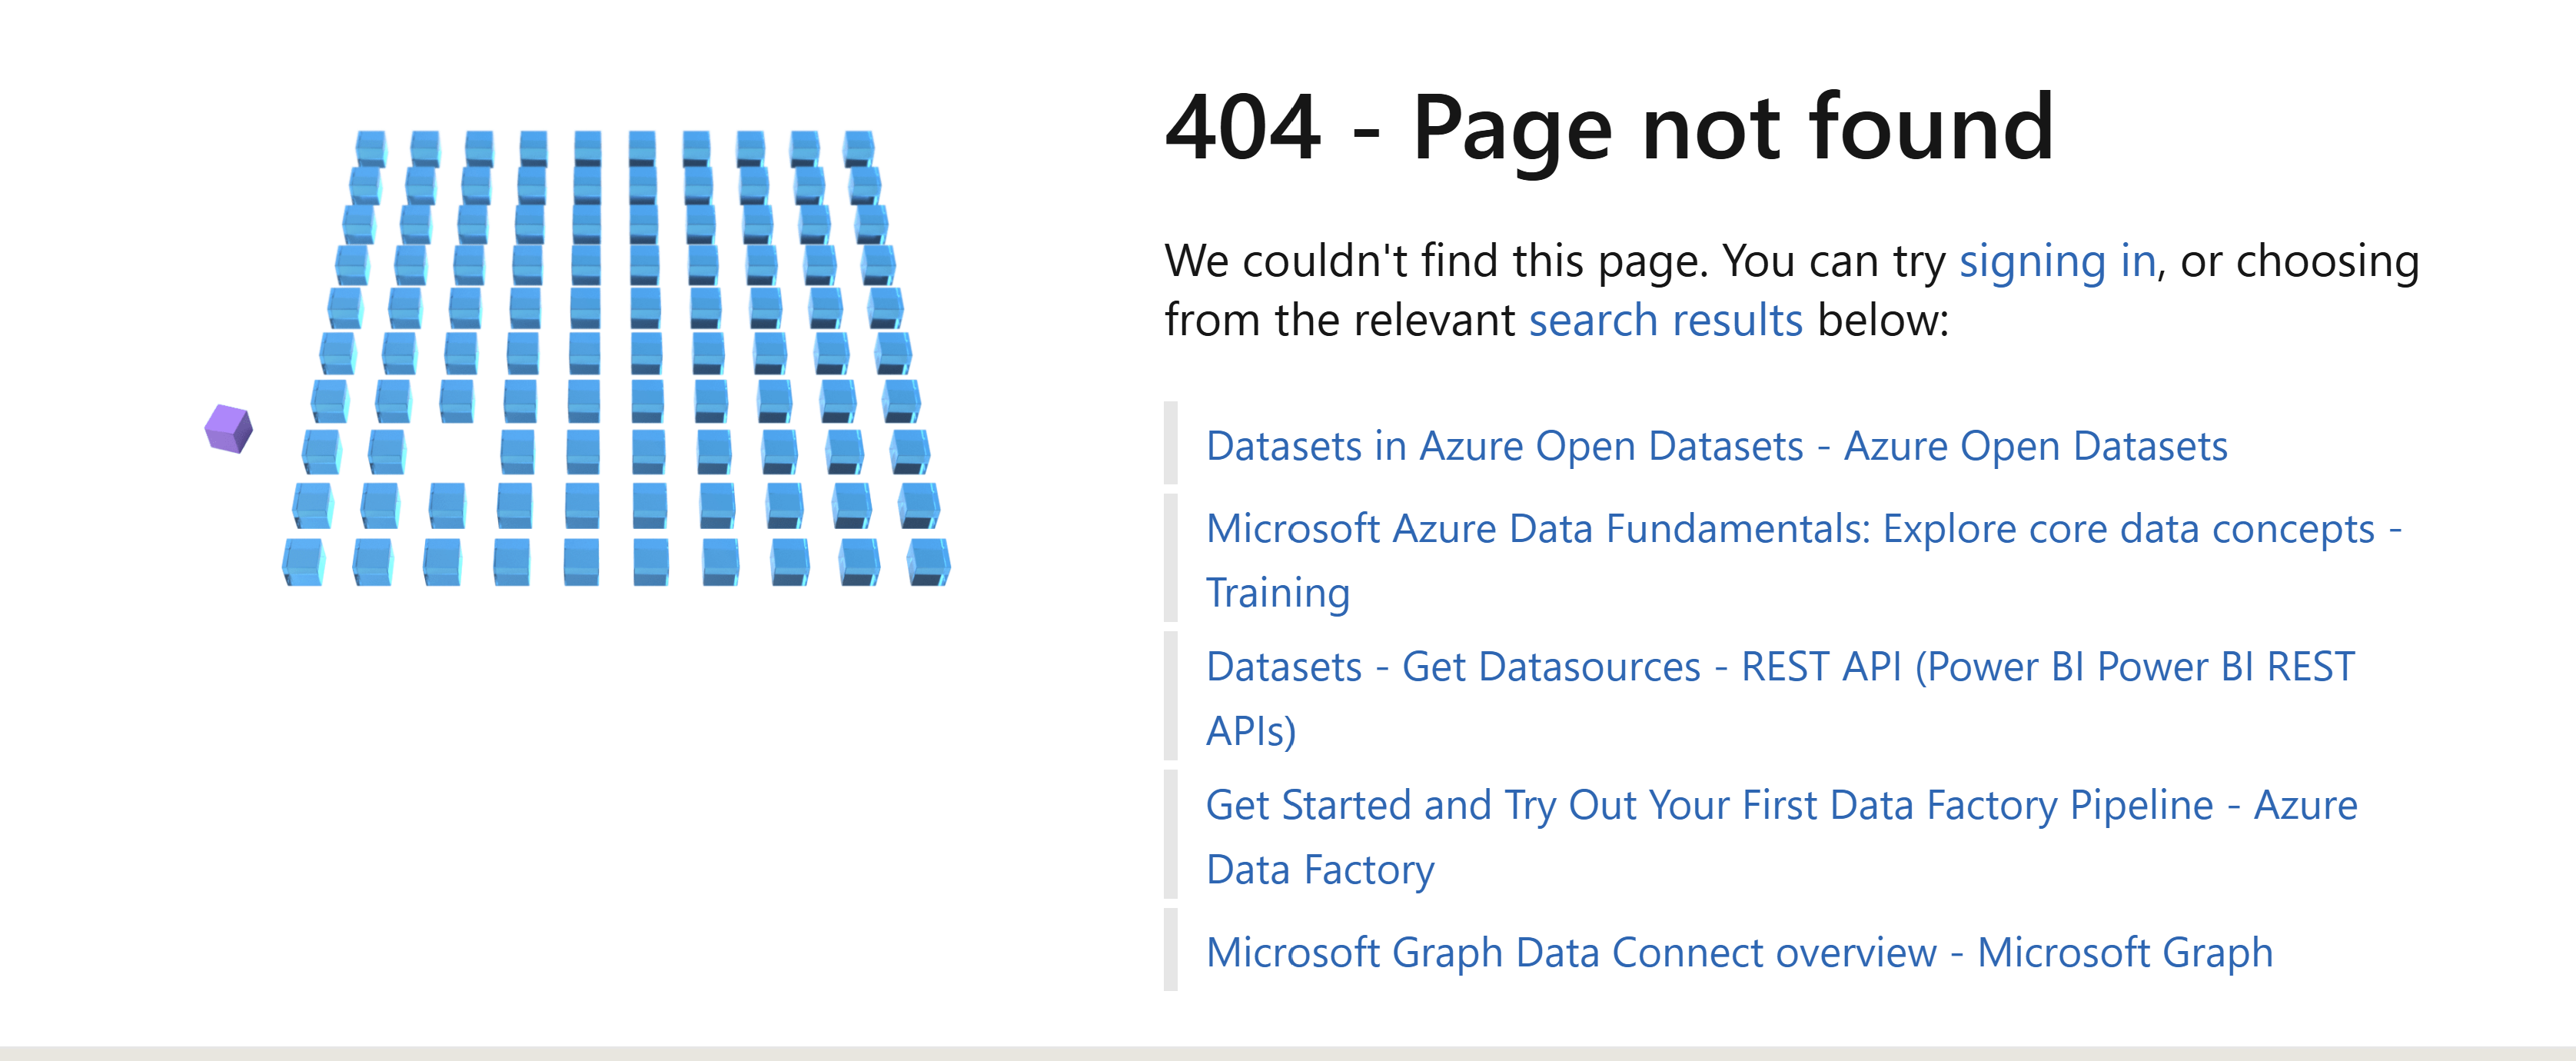 404 - Page not found
We couldn't find this page. You can try signing in, or choosing
from the relevant search results below:
Datasets in Azure Open Datasets - Azure Open Datasets
Microsoft Azure Data Fundamentals: Explore core data concepts -
Training
Datasets - Get Datasources - REST API (Power BI Power BI REST
APIs)
Get Started and Try Out Your First Data Factory Pipeline - Azure
Data Factory
Microsoft Graph Data Connect overview - Microsoft Graph